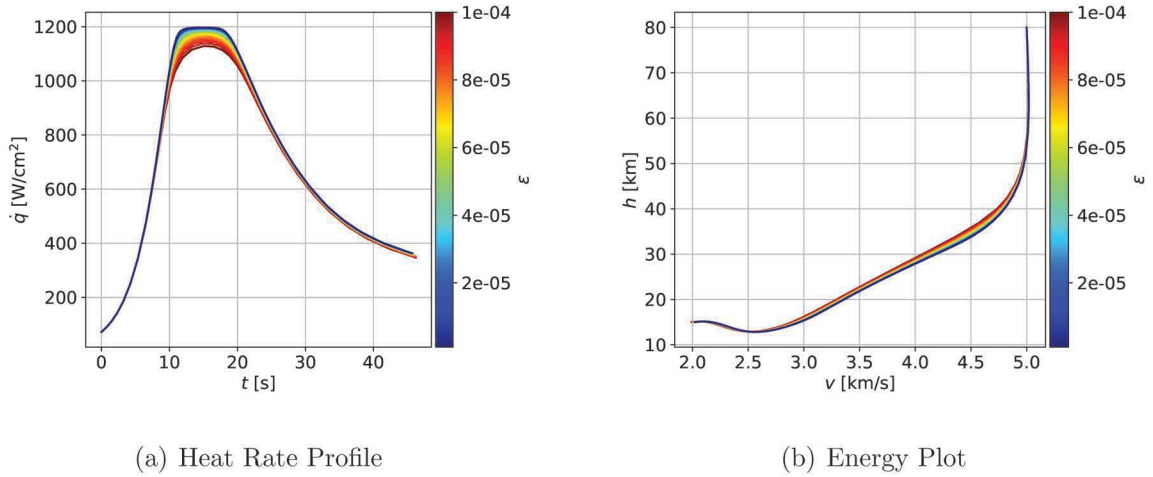 1200
1000
800
600
400
200
q̇ [W/cm²]
0
10
20
30
40
t [s]
1e-04
8e-05
6e-05
4e-05
2e-05
ε
80
70
60
50
40
30
20
10
h [km]
2.0
2.5
3.0
3.5
4.0
4.5
5.0
v [km/s]
1e-04
8e-05
6e-05
4e-05
2e-05
ε
(a) Heat Rate Profile
(b) Energy Plot